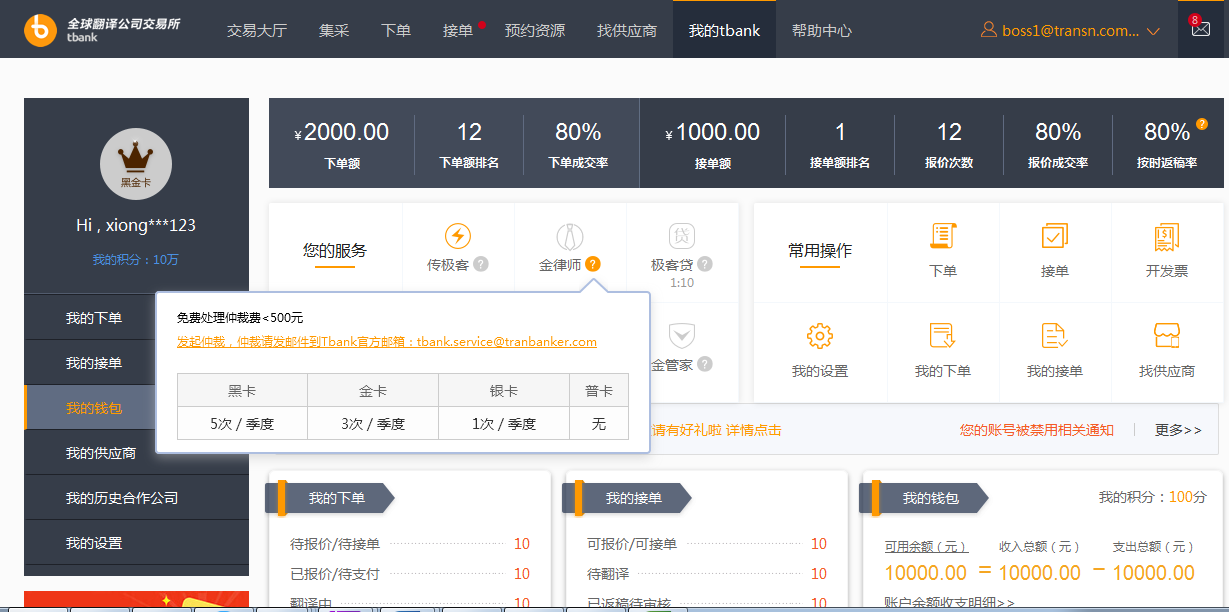 全球翻译公司交易所
tbank
交易大厅 集采 下单 接单 预约资源 找供应商 我的tbank 帮助中心
boss1@transn.com...
8
黑金卡
Hi , xiong***123
我的积分：10万
我的下单
我的接单
我的钱包
我的供应商
我的历史合作公司
我的设置
¥2000.00 下单额
12 下单额排名
80% 下单成交率
¥1000.00 接单额
1 接单额排名
12 报价次数
80% 报价成交率
80% ? 按时返稿率
您的服务
传极客 ?
金律师 ?
贷
极客贷 ?
1:10
金管家 ?
免费处理仲裁费<500元
发起仲裁，仲裁请发邮件到Tbank官方邮箱：tbank.service@tranbanker.com
黑卡 金卡 银卡 普卡
5次 / 季度 3次 / 季度 1次 / 季度 无
常用操作
下单 接单 开发票
我的设置 我的下单 我的接单 找供应商
请有好礼啦 详情点击 您的账号被禁用相关通知 更多>>
我的下单
待报价/待接单 10
已报价/待支付 10
翻译中 10
我的接单
可报价/可接单 10
待翻译 10
已返稿待审核 10
我的钱包 我的积分：100分
可用余额（元） 收入总额（元） 支出总额（元）
10000.00 = 10000.00 − 10000.00
账户余额收支明细>>